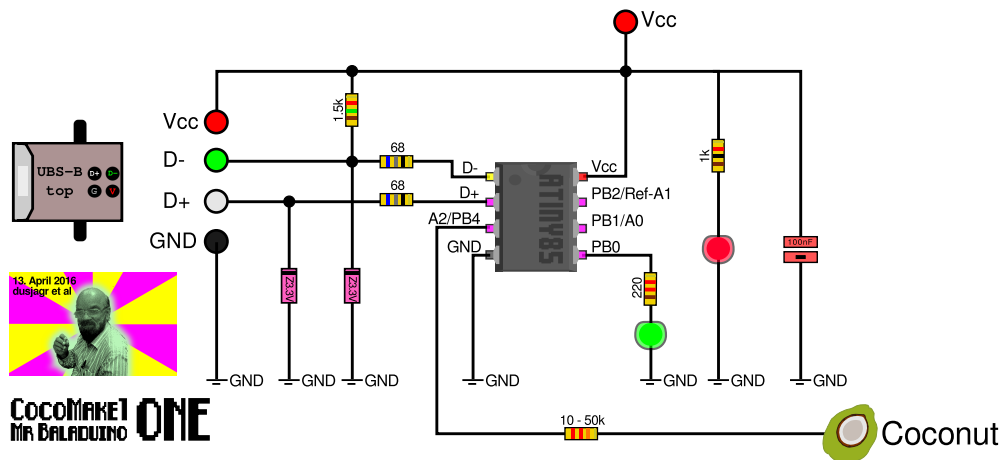 Vcc
Vcc
D-
D+
GND
UBS-B
top
D+
D-
G
V
1.5k
68
68
D-
D+
A2/PB4
GND
ATINY85
Vcc
PB2/Ref-A1
PB1/A0
PB0
1k
100nF
220
Z3.3V
Z3.3V
13. April 2016
dusjagr et al
GND
GND
GND
GND
GND
GND
GND
CocoMake7
Mr Baladuino
ONE
10 - 50k
Coconut